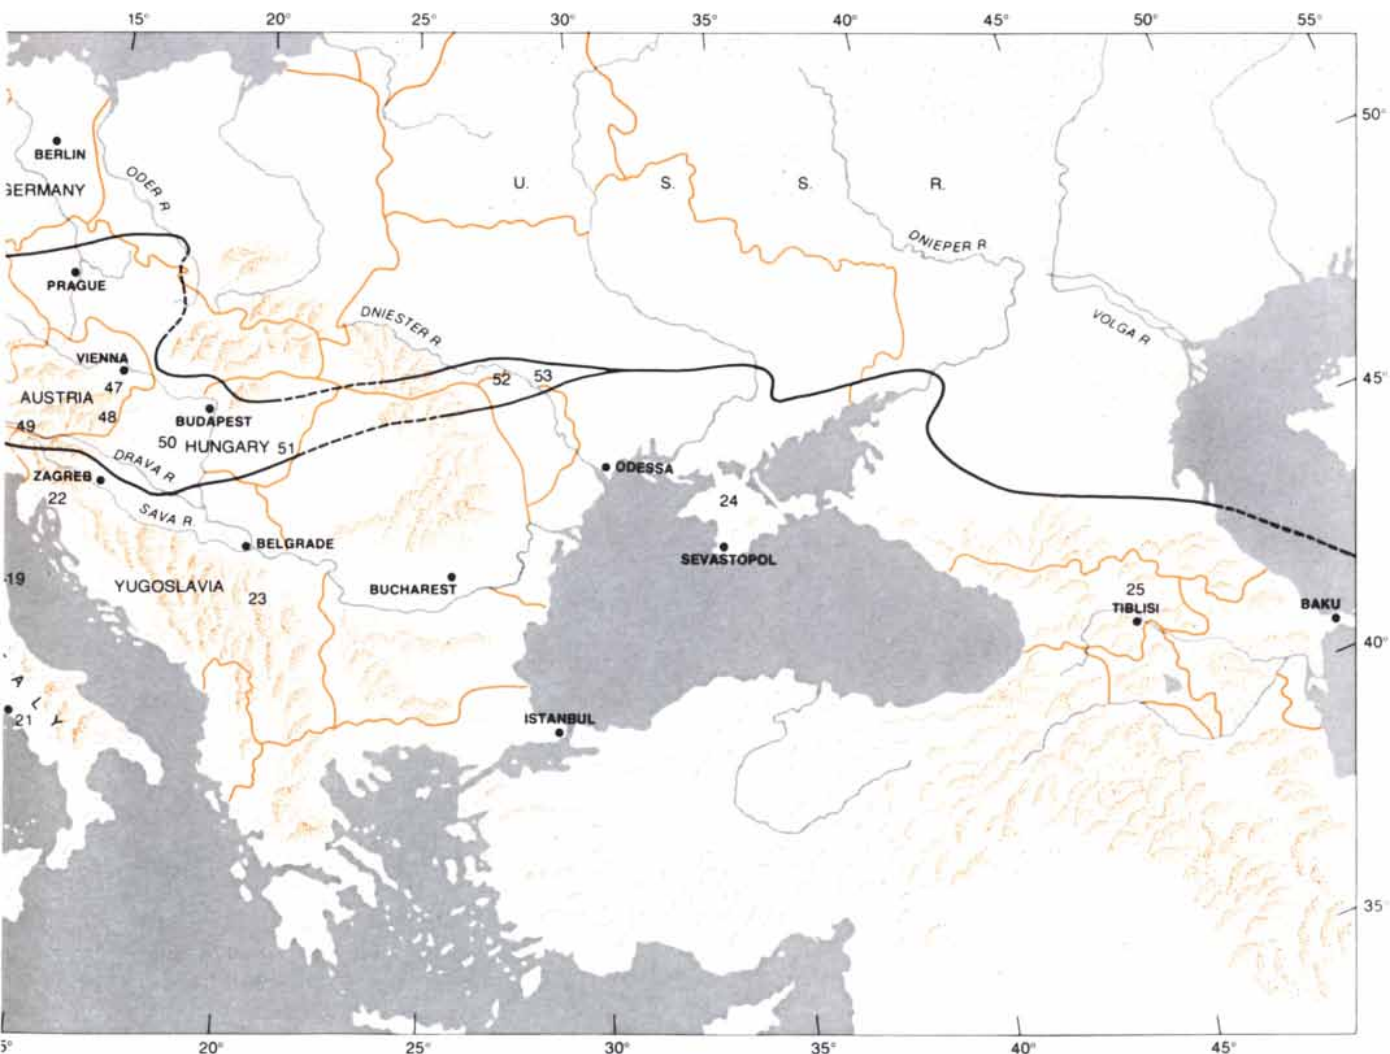 15° 20° 25° 30° 35° 40° 45° 50° 55°
50°
BERLIN
GERMANY
ODER R
U. S. S. R.
DNIEPER R
PRAGUE
DNIESTER R
VOLGA R
VIENNA
47
52 53
45°
AUSTRIA
48
49
BUDAPEST
50 HUNGARY 51
DRAVA R
ZAGREB
ODESSA
22
24
SAVA R
BELGRADE
SEVASTOPOL
19
YUGOSLAVIA
23
BUCHAREST
25
TIBLISI
BAKU
40°
A L Y
21
ISTANBUL
35°
5° 20° 25° 30° 35° 40° 45°